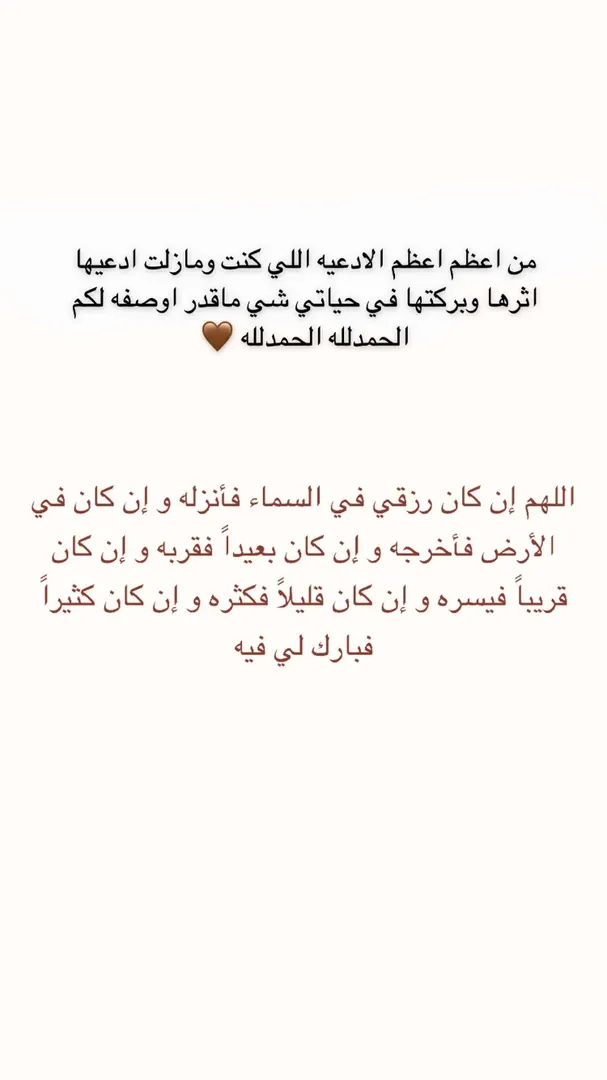 من اعظم اعظم الادعيه اللي كنت ومازلت ادعيها
اثرها وبركتها في حياتي شي ماقدر اوصفه لكم
الحمدلله الحمدلله 🤎
اللهم إن كان رزقي في السماء فأنزله و إن كان في
الأرض فأخرجه و إن كان بعيداً فقربه و إن كان
قريباً فيسره و إن كان قليلاً فكثره و إن كان كثيراً
فبارك لي فيه